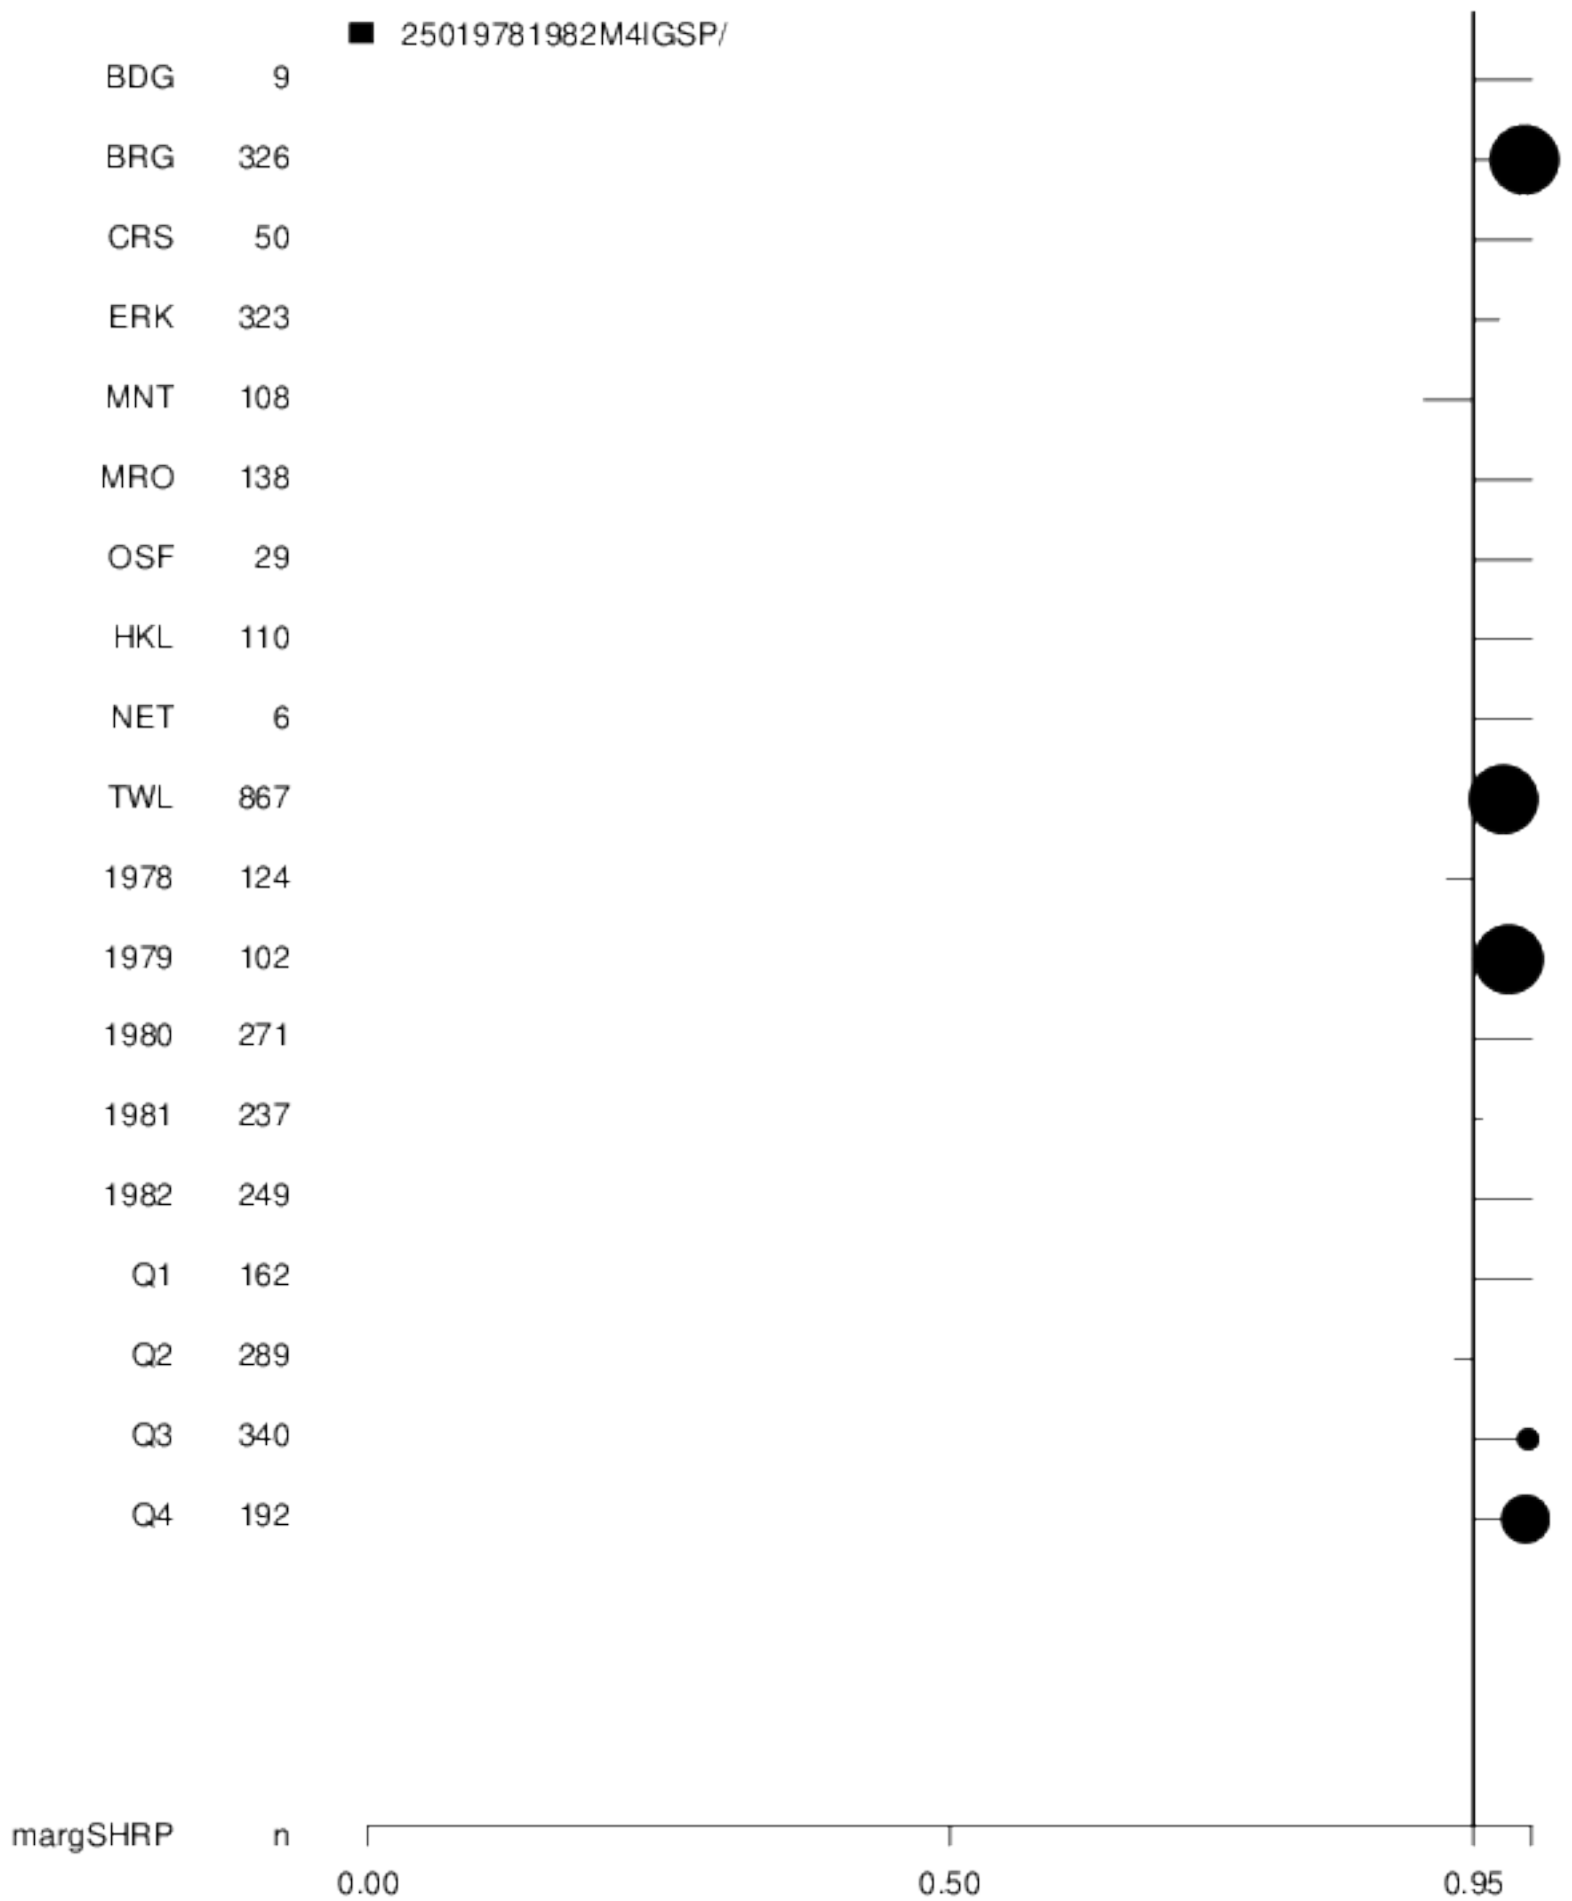 25019781982M4IGSP/
BDG 9
BRG 326
CRS 50
ERK 323
MNT 108
MRO 138
OSF 29
HKL 110
NET 6
TWL 867
1978 124
1979 102
1980 271
1981 237
1982 249
Q1 162
Q2 289
Q3 340
Q4 192
margSHRP n
0.00 0.50 0.95